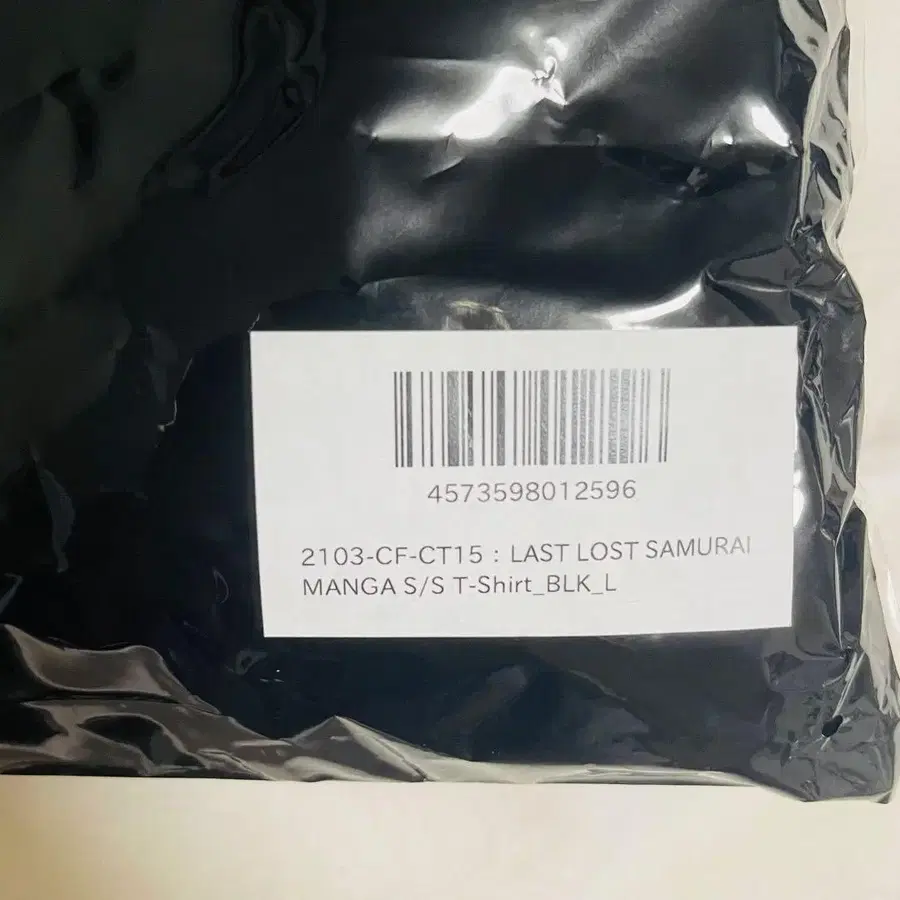 4573598012596
2103-CF-CT15 : LAST LOST SAMURAI
MANGA S/S T-Shirt_BLK_L